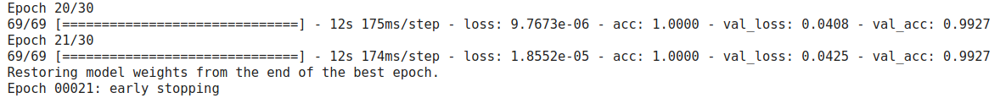 Epoch 20/30
69/69 [==============================] - 12s 175ms/step - loss: 9.7673e-06 - acc: 1.0000 - val_loss: 0.0408 - val_acc: 0.9927
Epoch 21/30
69/69 [==============================] - 12s 174ms/step - loss: 1.8552e-05 - acc: 1.0000 - val_loss: 0.0425 - val_acc: 0.9927
Restoring model weights from the end of the best epoch.
Epoch 00021: early stopping